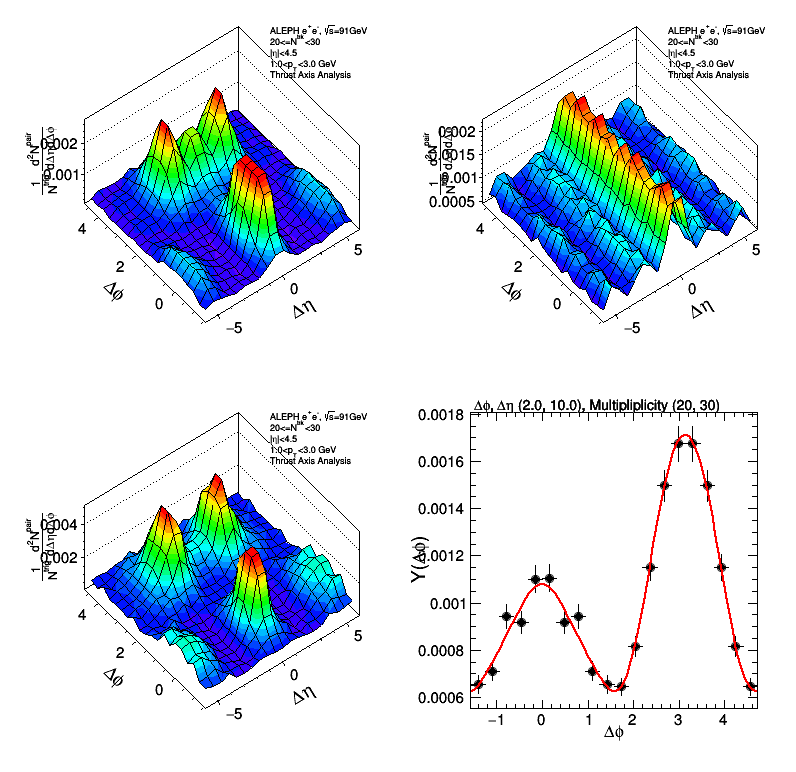 ALEPH e⁺e⁻, √s=91GeV
20<=N^trk<30
|η|<4.5
1.0<p_T<3.0 GeV
Thrust Axis Analysis
0.002
0.001
4
2
0
Δφ
−5
0
5
Δη
ALEPH e⁺e⁻, √s=91GeV
20<=N^trk<30
|η|<4.5
1.0<p_T<3.0 GeV
Thrust Axis Analysis
0.002
0.0015
0.001
0.0005
4
2
0
Δφ
−5
0
5
Δη
ALEPH e⁺e⁻, √s=91GeV
20<=N^trk<30
|η|<4.5
1.0<p_T<3.0 GeV
Thrust Axis Analysis
0.004
0.002
4
2
0
Δφ
−5
0
5
Δη
Δφ, Δη (2.0, 10.0), Multipliplicity (20, 30)
Y(Δφ)
0.0018
0.0016
0.0014
0.0012
0.001
0.0008
0.0006
−1
0
1
2
3
4
Δφ